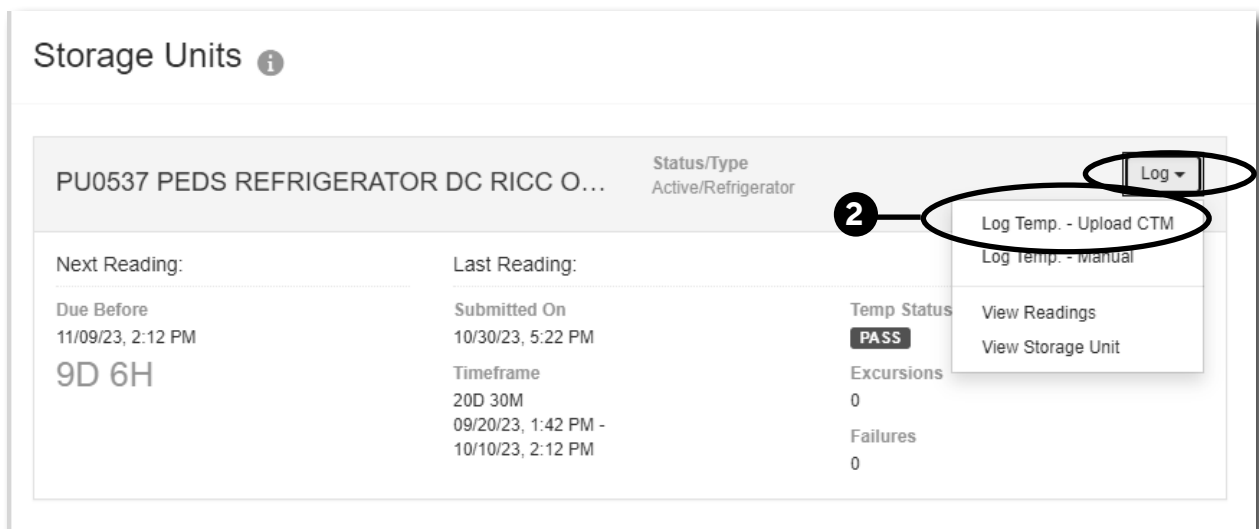 Storage Units i
PU0537 PEDS REFRIGERATOR DC RICC O...
Status/Type
Active/Refrigerator
Log
2
Log Temp. - Upload CTM
Log Temp. - Manual
View Readings
View Storage Unit
Next Reading:
Due Before
11/09/23, 2:12 PM
9D 6H
Last Reading:
Submitted On
10/30/23, 5:22 PM
Timeframe
20D 30M
09/20/23, 1:42 PM -
10/10/23, 2:12 PM
Temp Status
PASS
Excursions
0
Failures
0